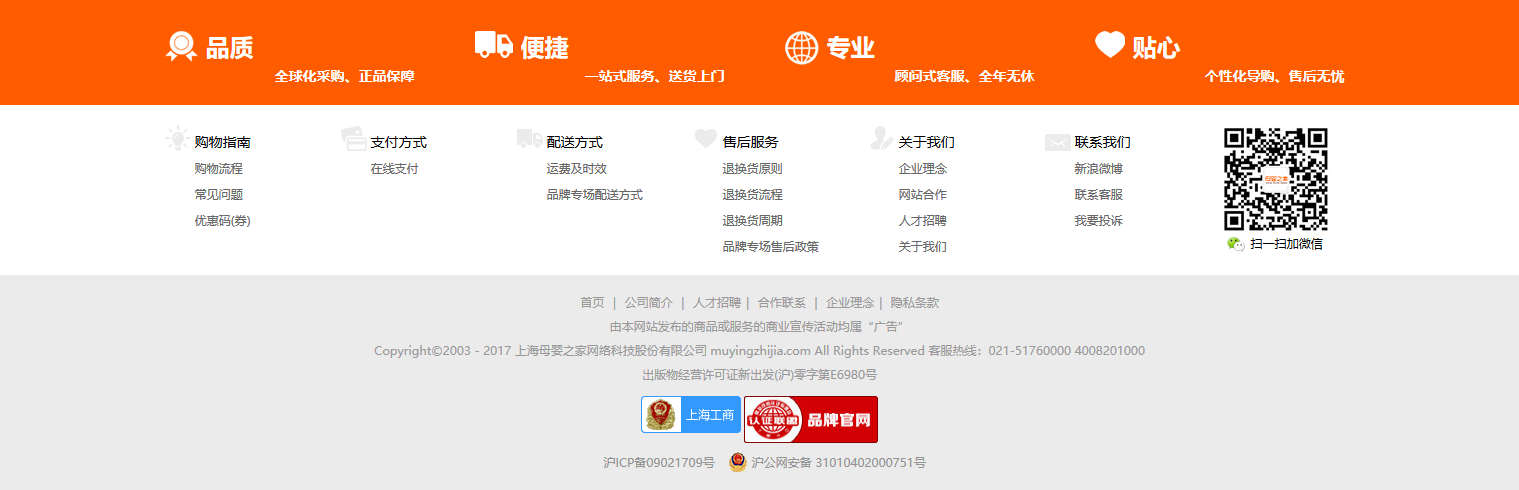 品质 便捷 专业 贴心
全球化采购、正品保障 一站式服务、送货上门 顾问式客服、全年无休 个性化导购、售后无忧
购物指南 支付方式 配送方式 售后服务 关于我们 联系我们
购物流程 在线支付 运费及时效 退换货原则 企业理念 新浪微博
常见问题 品牌专场配送方式 退换货流程 网站合作 联系客服
优惠码(券) 退换货周期 人才招聘 我要投诉
品牌专场售后政策 关于我们 扫一扫加微信
首页 | 公司简介 | 人才招聘 | 合作联系 | 企业理念 | 隐私条款
由本网站发布的商品或服务的商业宣传活动均属“广告”
Copyright©2003 - 2017 上海母婴之家网络科技股份有限公司 muyingzhijia.com All Rights Reserved 客服热线：021-51760000 4008201000
出版物经营许可证新出发(沪)零字第E6980号
上海工商 认证联盟 品牌官网
沪ICP备09021709号 沪公网安备 31010402000751号